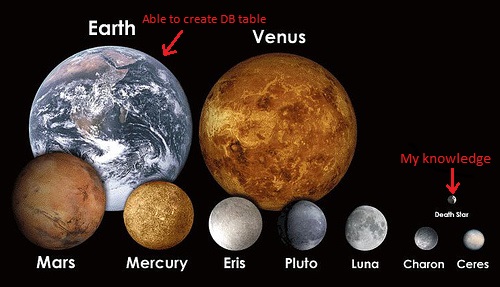 Able to create DB table
Earth
Venus
My knowledge
Death Star
Mars
Mercury
Eris
Pluto
Luna
Charon
Ceres